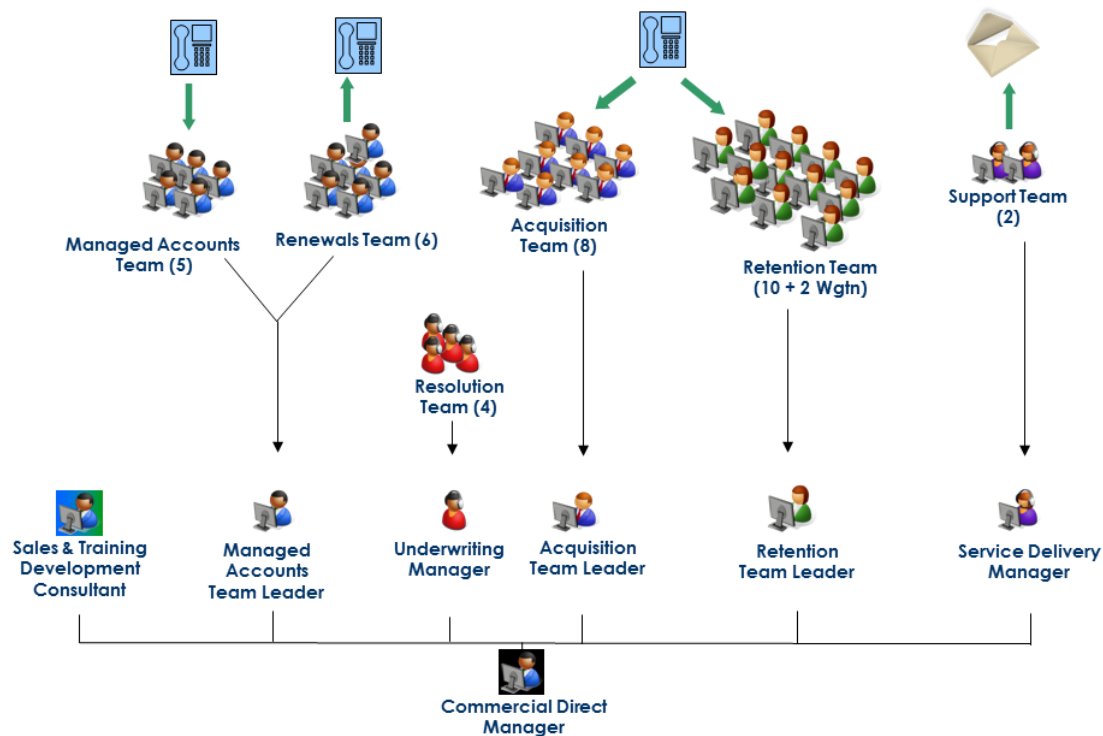 Managed Accounts
Team (5)
Renewals Team (6)
Acquisition
Team (8)
Retention Team
(10 + 2 Wgtn)
Support Team
(2)
Resolution
Team (4)
Sales & Training
Development
Consultant
Managed
Accounts
Team Leader
Underwriting
Manager
Acquisition
Team Leader
Retention
Team Leader
Service Delivery
Manager
Commercial Direct
Manager